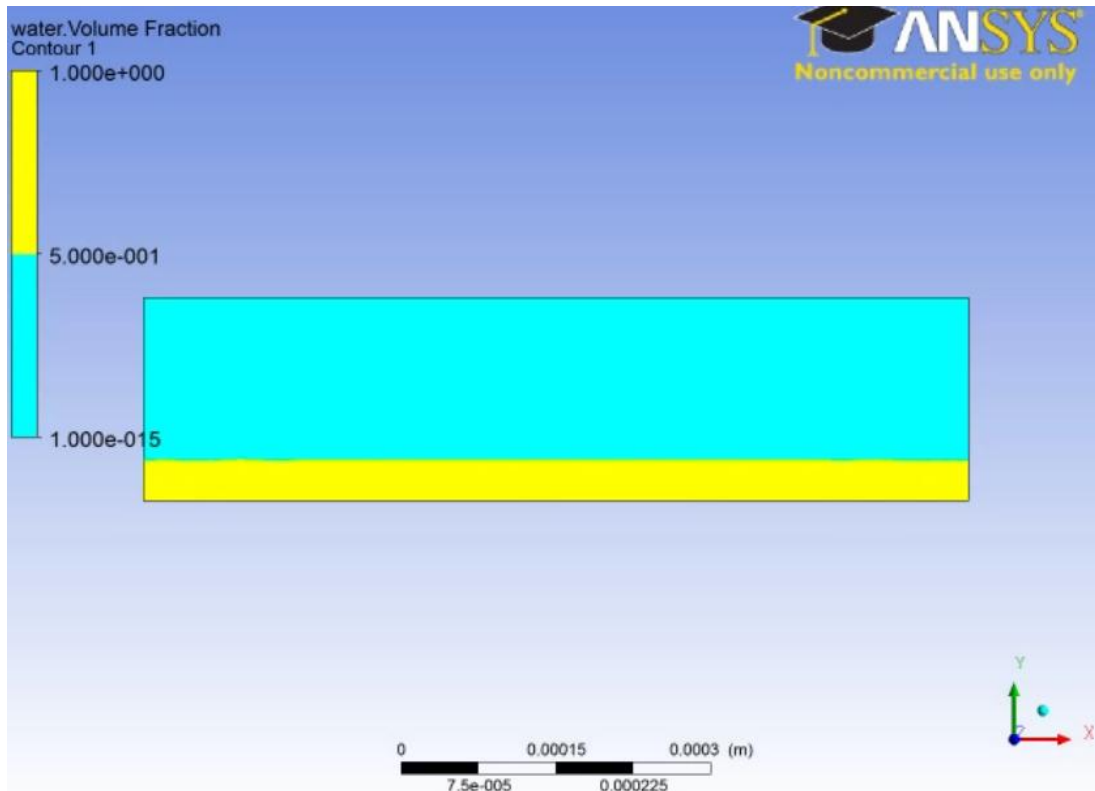 water.Volume Fraction
Contour 1
1.000e+000
5.000e-001
1.000e-015
ANSYS
Noncommercial use only
Y
X
Z
0 0.00015 0.0003 (m)
7.5e-005 0.000225